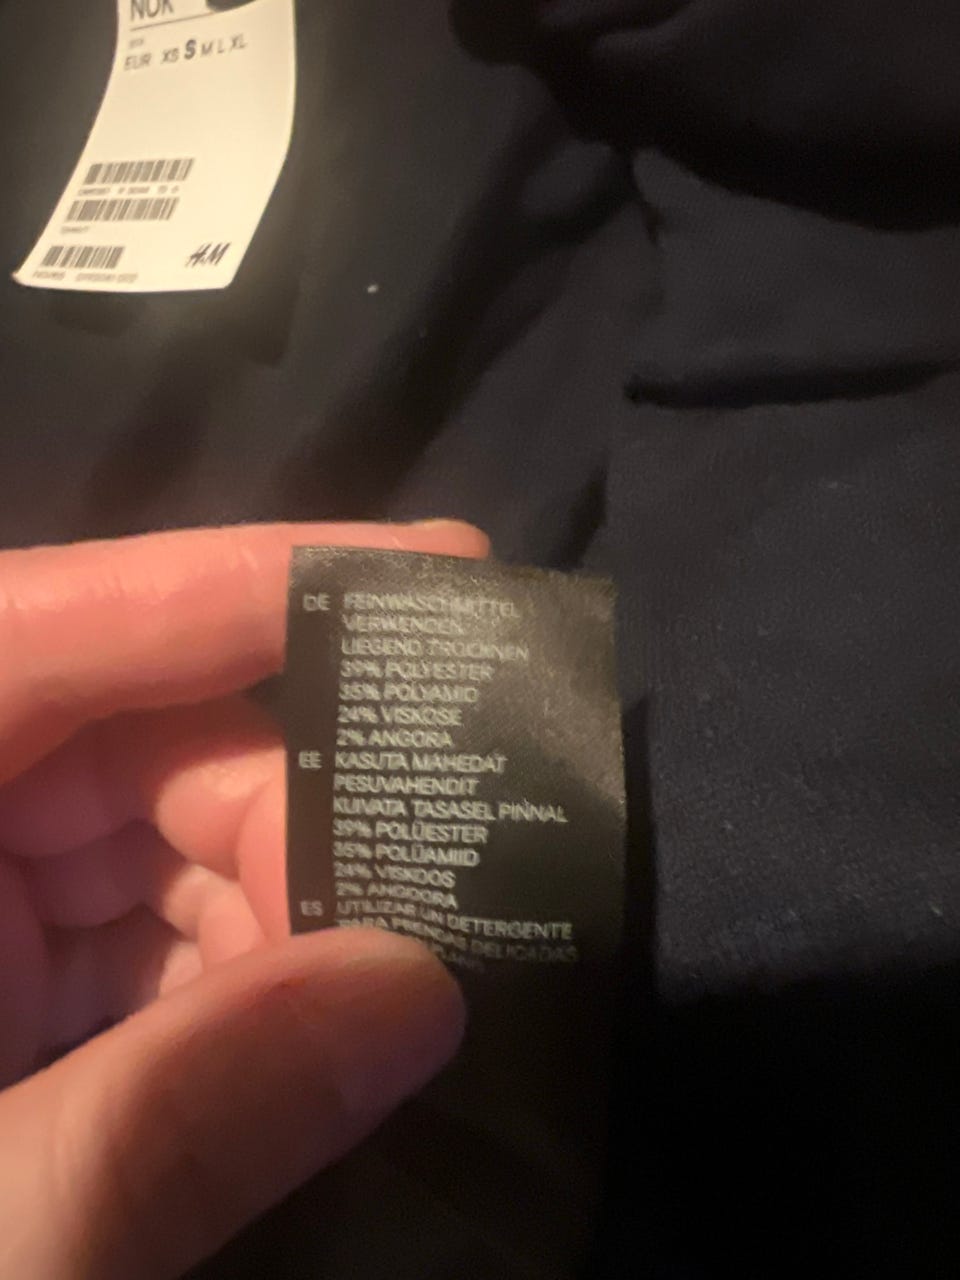 NOK
EUR XS S M L XL
H&M
DE FEINWASCHMITTEL
VERWENDEN
LIEGEND TROCKNEN
39% POLYESTER
35% POLYAMID
24% VISKOSE
2% ANGORA
EE KASUTA MAHEDAT
PESUVAHENDIT
KUIVATA TASASEL PINNAL
39% POLÜESTER
35% POLÜAMIID
24% VISKOOS
2% ANGOORA
ES UTILIZAR UN DETERGENTE
PARA PRENDAS DELICADAS